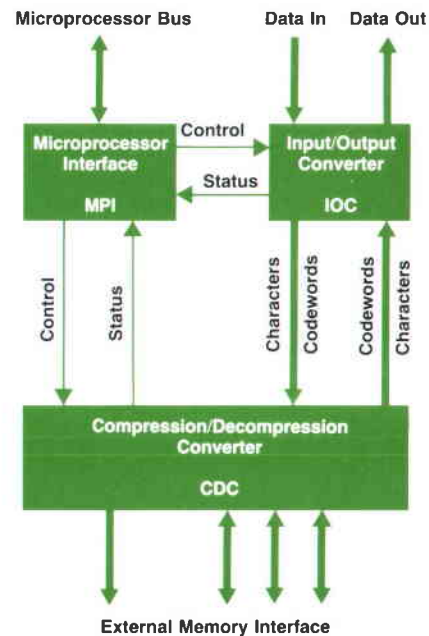 Microprocessor Bus
Data In
Data Out
Microprocessor
Interface
MPI
Control
Status
Input/Output
Converter
IOC
Control
Status
Characters
Codewords
Codewords
Characters
Compression/Decompression
Converter
CDC
External Memory Interface